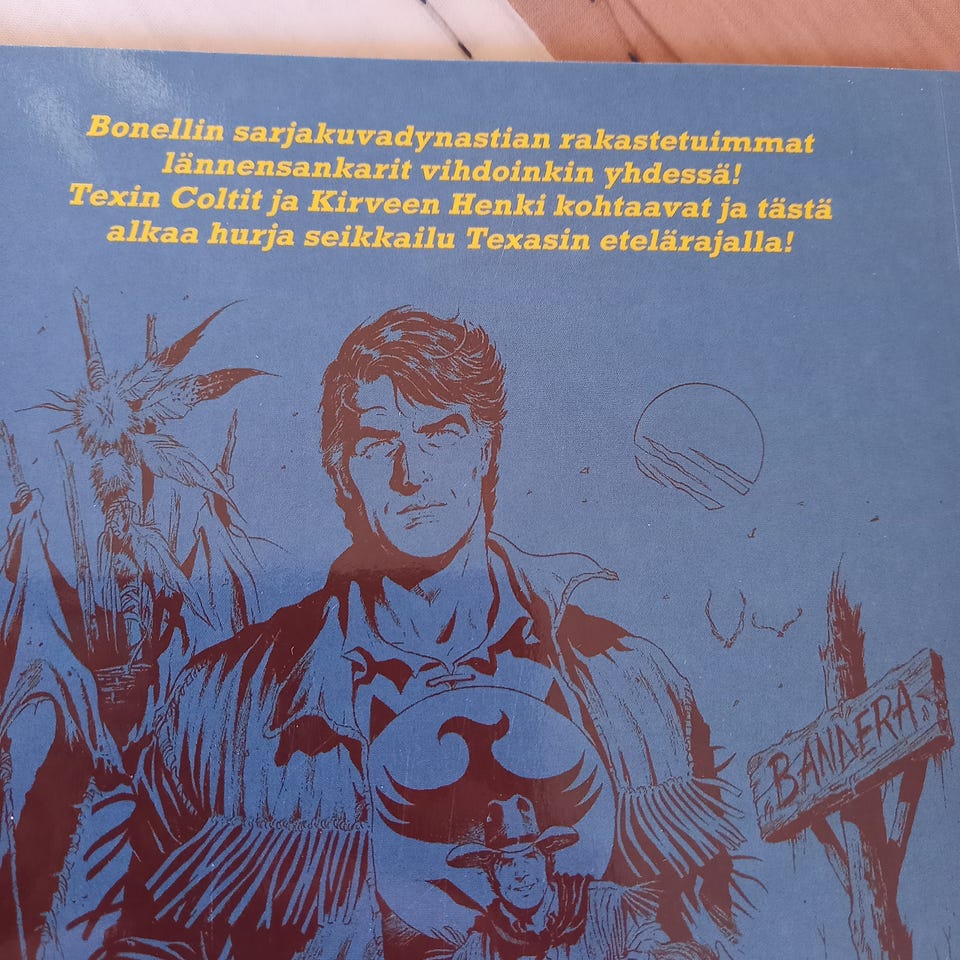 Bonellin sarjakuvadynastian rakastetuimmat
lännensankarit vihdoinkin yhdessä!
Texin Coltit ja Kirveen Henki kohtaavat ja tästä
alkaa hurja seikkailu Texasin etelärajalla!
BANDERA